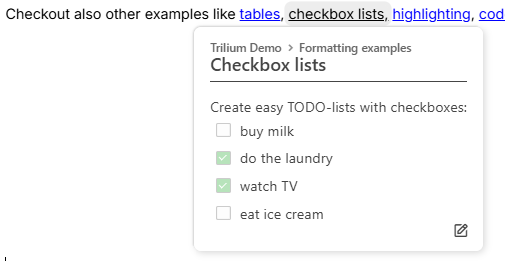 Checkout also other examples like tables, checkbox lists, highlighting, cod
Trilium Demo > Formatting examples
Checkbox lists
Create easy TODO-lists with checkboxes:
buy milk
do the laundry
watch TV
eat ice cream